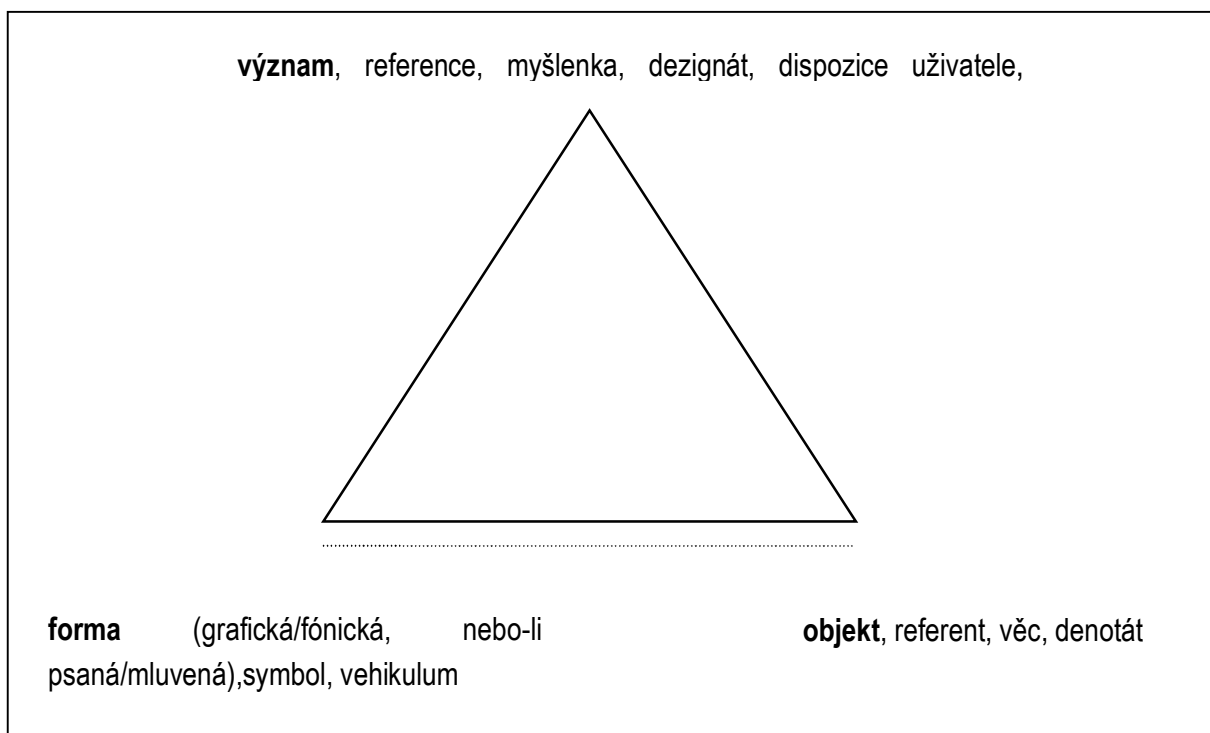 význam, reference, myšlenka, dezignát, dispozice uživatele,
forma (grafická/fónická, nebo-li
psaná/mluvená),symbol, vehikulum
objekt, referent, věc, denotát